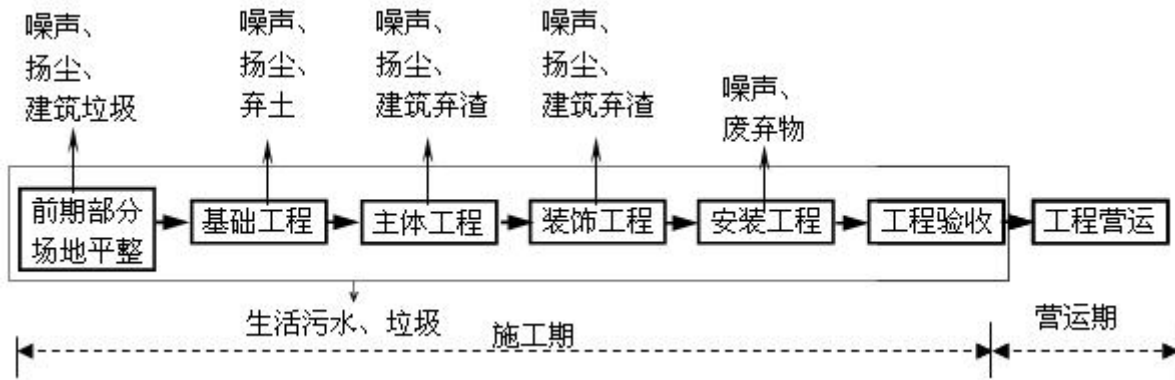 噪声、
扬尘、
建筑垃圾
噪声、
扬尘、
弃土
噪声、
扬尘、
建筑弃渣
噪声、
扬尘、
建筑弃渣
噪声、
废弃物
前期部分
场地平整
基础工程
主体工程
装饰工程
安装工程
工程验收
工程营运
生活污水、垃圾
施工期
营运期